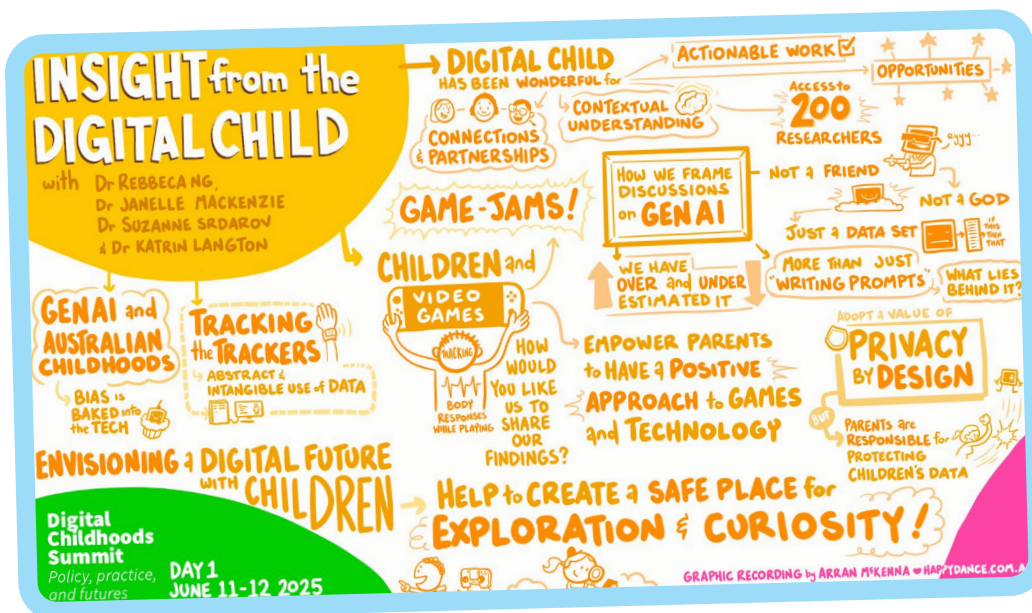 INSIGHT from the
DIGITAL CHILD
with Dr REBBECA NG,
Dr JANELLE MACKENZIE
Dr SUZANNE SRDAROV
& Dr KATRIN LANGTON
DIGITAL CHILD
HAS BEEN WONDERFUL for
CONNECTIONS
& PARTNERSHIPS
CONTEXTUAL
UNDERSTANDING
ACTIONABLE WORK
OPPORTUNITIES
ACCESS to
200
RESEARCHERS
GAME-JAMS!
HOW WE FRAME
DISCUSSIONS
on GEN AI
NOT a FRIEND
eyyy...
NOT a GOD
JUST a DATA SET
IF
THIS
THEN
THAT
MORE THAN JUST
"WRITING PROMPTS"
WHAT LIES
BEHIND IT?
WE HAVE
OVER and UNDER
ESTIMATED IT
GENAI and
AUSTRALIAN
CHILDHOODS
BIAS is
BAKED into
the TECH
TRACKING
the TRACKERS
ABSTRACT &
INTANGIBLE USE of DATA
CHILDREN and
VIDEO
GAMES
TRACKING
BODY
RESPONSES
WHILE PLAYING
HOW
WOULD
YOU LIKE
US TO
SHARE
OUR
FINDINGS?
EMPOWER PARENTS
to HAVE a POSITIVE
APPROACH to GAMES
and TECHNOLOGY
ADOPT a VALUE OF
PRIVACY
BY DESIGN
BUT
PARENTS are
RESPONSIBLE for
PROTECTING
CHILDREN'S DATA
ENVISIONING a DIGITAL FUTURE
WITH CHILDREN
HELP to CREATE a SAFE PLACE for
EXPLORATION & CURIOSITY!
Digital
Childhoods
Summit
Policy, practice,
and futures
DAY 1
JUNE 11-12 2025
GRAPHIC RECORDING by ARRAN McKENNA ♥ HAPPYDANCE.COM.A